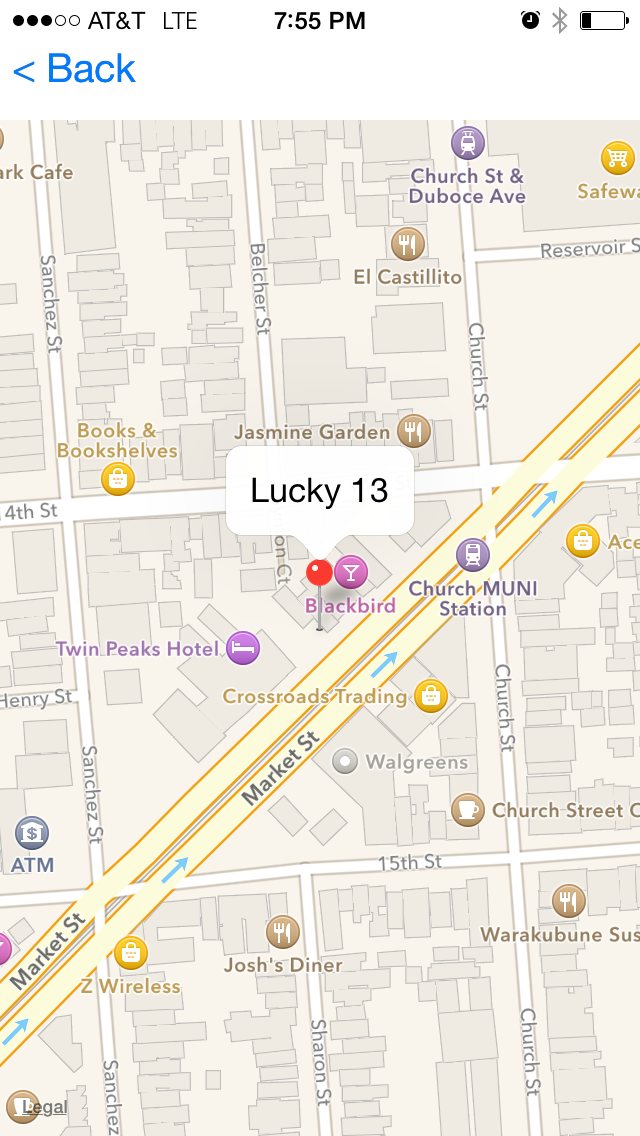 AT&T LTE 7:55 PM
< Back
ark Cafe
Church St &
Duboce Ave
Safewa
Reservoir S
El Castillito
Sanchez St
Belcher St
Church St
Books &
Bookshelves
Jasmine Garden
4th St
Lucky 13
on Ct
Blackbird
Church MUNI
Station
Ace
Twin Peaks Hotel
Henry St
Crossroads Trading
Church St
Market St
Walgreens
Sanchez St
Church Street C
ATM
15th St
Market St
Josh's Diner
Warakubune Sus
Z Wireless
Sharon St
Church St
Sanchez
Legal